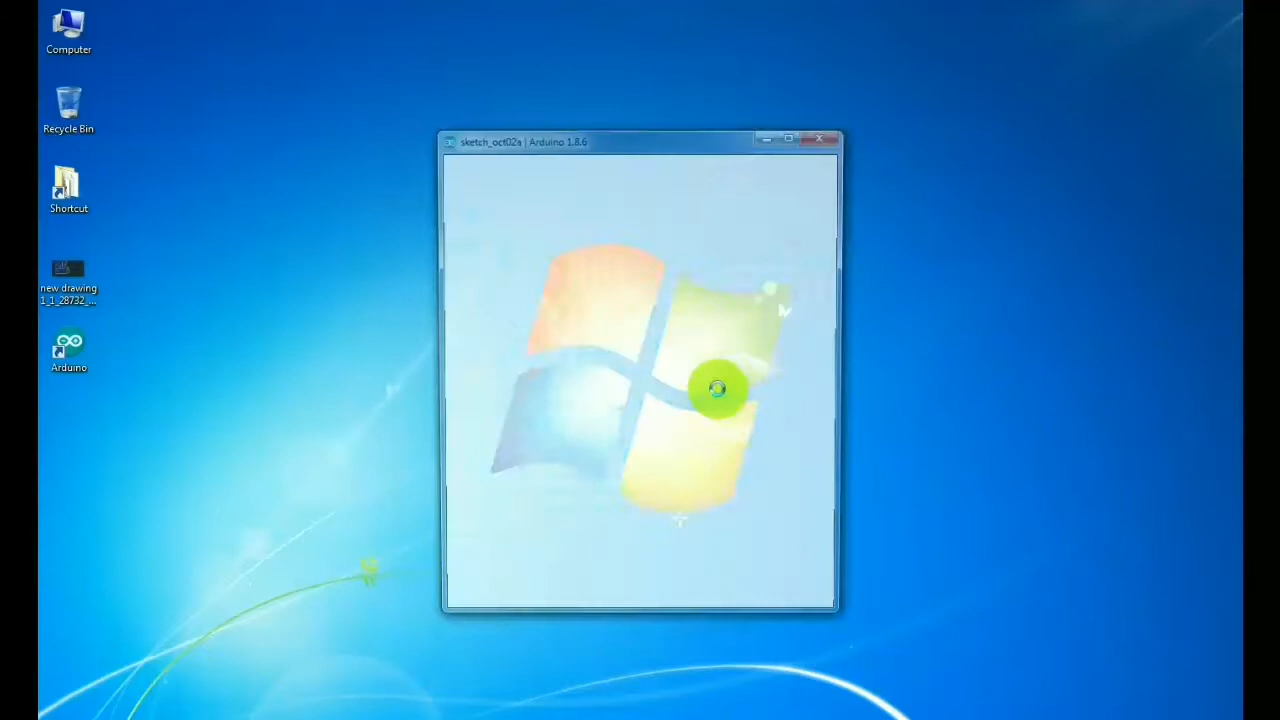 Computer
Recycle Bin
Shortcut
new drawing
1_1_28732_...
Arduino
sketch_oct02a | Arduino 1.8.6